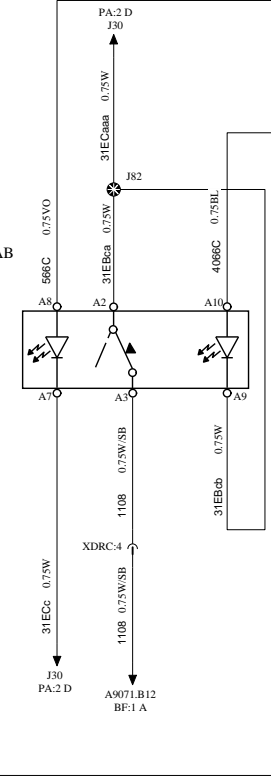 PA:2 D
J30
31ECaaa 0.75W
J82
566C 0.75VO
31EBca 0.75W
4066C 0.75BL
AB
A8
A2
A10
A7
A3
A9
1108 0.75W/SB
31EBcb 0.75W
XDRC:4
31ECc 0.75W
1108 0.75W/SB
J30
PA:2 D
A9071.B12
BF:1 A